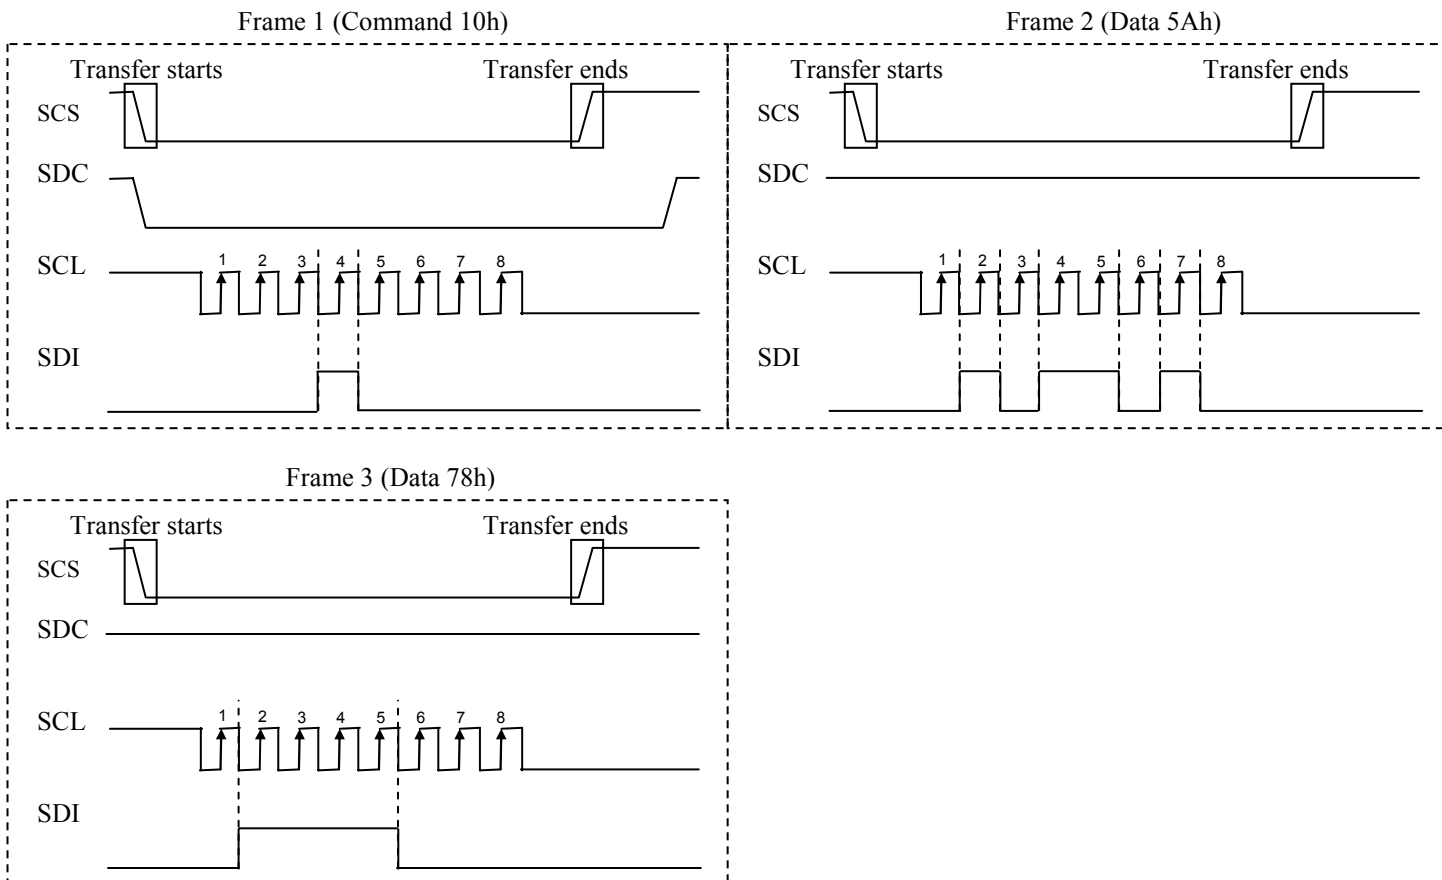 Frame 1 (Command 10h)
Transfer starts
Transfer ends
SCS
SDC
SCL
1 2 3 4 5 6 7 8
SDI
Frame 2 (Data 5Ah)
Transfer starts
Transfer ends
SCS
SDC
SCL
1 2 3 4 5 6 7 8
SDI
Frame 3 (Data 78h)
Transfer starts
Transfer ends
SCS
SDC
SCL
1 2 3 4 5 6 7 8
SDI